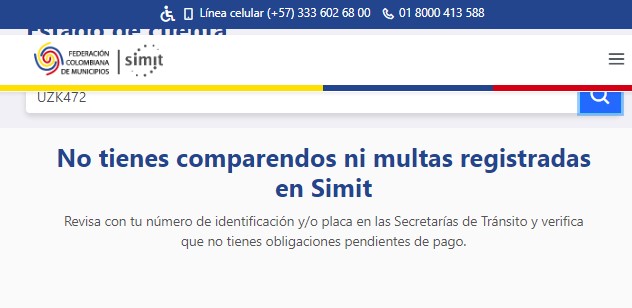 Línea celular (+57) 333 602 68 00 01 8000 413 588
Estado de cuenta
FEDERACIÓN
COLOMBIANA
DE MUNICIPIOS
simit
UZK472
No tienes comparendos ni multas registradas
en Simit
Revisa con tu número de identificación y/o placa en las Secretarías de Tránsito y verifica
que no tienes obligaciones pendientes de pago.